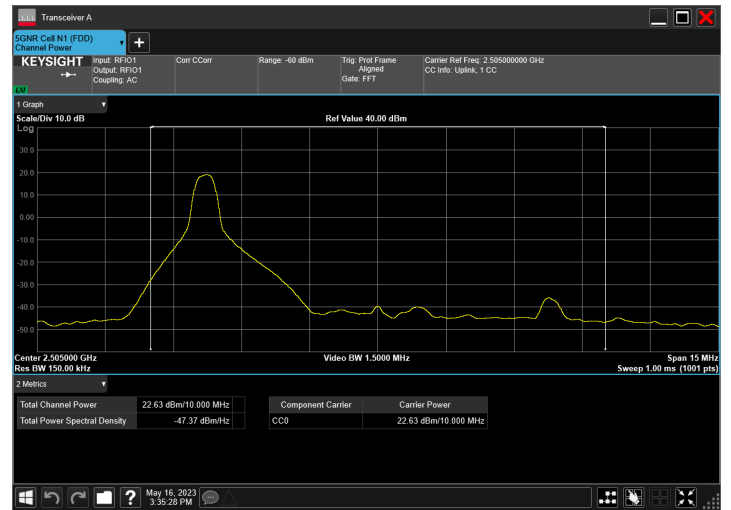 Transceiver A
5GNR Cell N1 (FDD)
Channel Power
KEYSIGHT
LXI
Input: RFIO1
Output: RFIO1
Coupling: AC
Corr CCorr
Range: -60 dBm
Trig: Prot Frame
Aligned
Gate: FFT
Carrier Ref Freq: 2.505000000 GHz
CC Info: Uplink, 1 CC
1 Graph
Scale/Div 10.0 dB
Ref Value 40.00 dBm
Log
30.0
20.0
10.0
0.00
-10.0
-20.0
-30.0
-40.0
-50.0
Center 2.505000 GHz
Video BW 1.5000 MHz
Span 15 MHz
Res BW 150.00 kHz
Sweep 1.00 ms (1001 pts)
2 Metrics
Total Channel Power 22.63 dBm/10.000 MHz
Total Power Spectral Density -47.37 dBm/Hz
Component Carrier Carrier Power
CC0 22.63 dBm/10.000 MHz
? May 16, 2023
3:35:28 PM